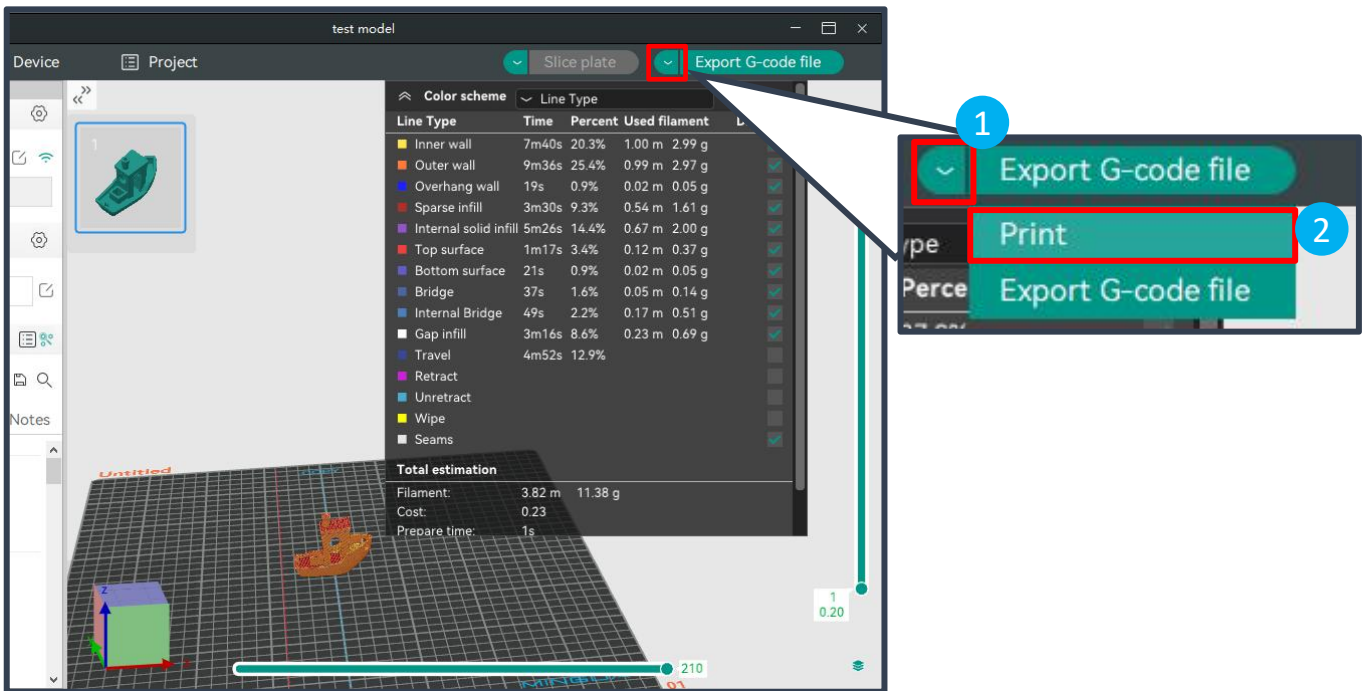 test model
Device
Project
Slice plate
Export G-code file
1
Color scheme
Line Type
Line Type Time Percent Used filament
Inner wall 7m40s 20.3% 1.00 m 2.99 g
Outer wall 9m36s 25.4% 0.99 m 2.97 g
Overhang wall 19s 0.9% 0.02 m 0.05 g
Sparse infill 3m30s 9.3% 0.54 m 1.61 g
Internal solid infill 5m26s 14.4% 0.67 m 2.00 g
Top surface 1m17s 3.4% 0.12 m 0.37 g
Bottom surface 21s 0.9% 0.02 m 0.05 g
Bridge 37s 1.6% 0.05 m 0.14 g
Internal Bridge 49s 2.2% 0.17 m 0.51 g
Gap infill 3m16s 8.6% 0.23 m 0.69 g
Travel 4m52s 12.9%
Retract
Unretract
Wipe
Seams
Total estimation
Filament: 3.82 m 11.38 g
Cost: 0.23
Prepare time: 1s
Notes
Untitled
z
1
0.20
210
01
1
Export G-code file
Print
2
ype
Perce
Export G-code file